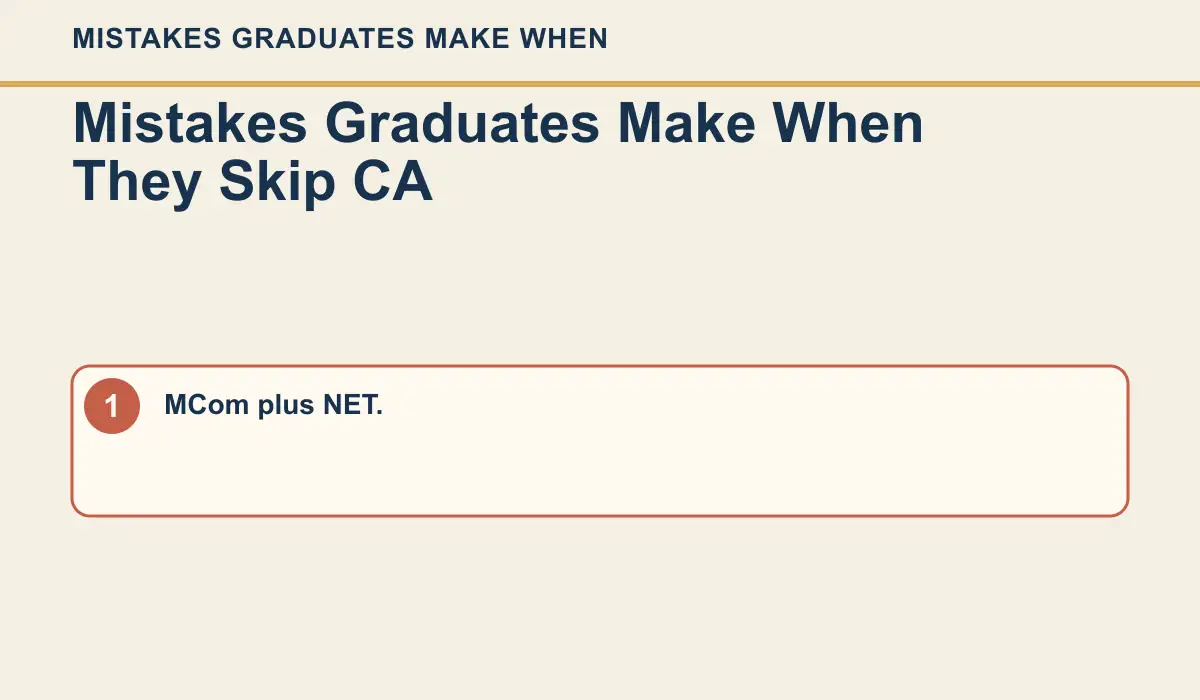 MISTAKES GRADUATES MAKE WHEN
Mistakes Graduates Make When
They Skip CA
1
MCom plus NET.